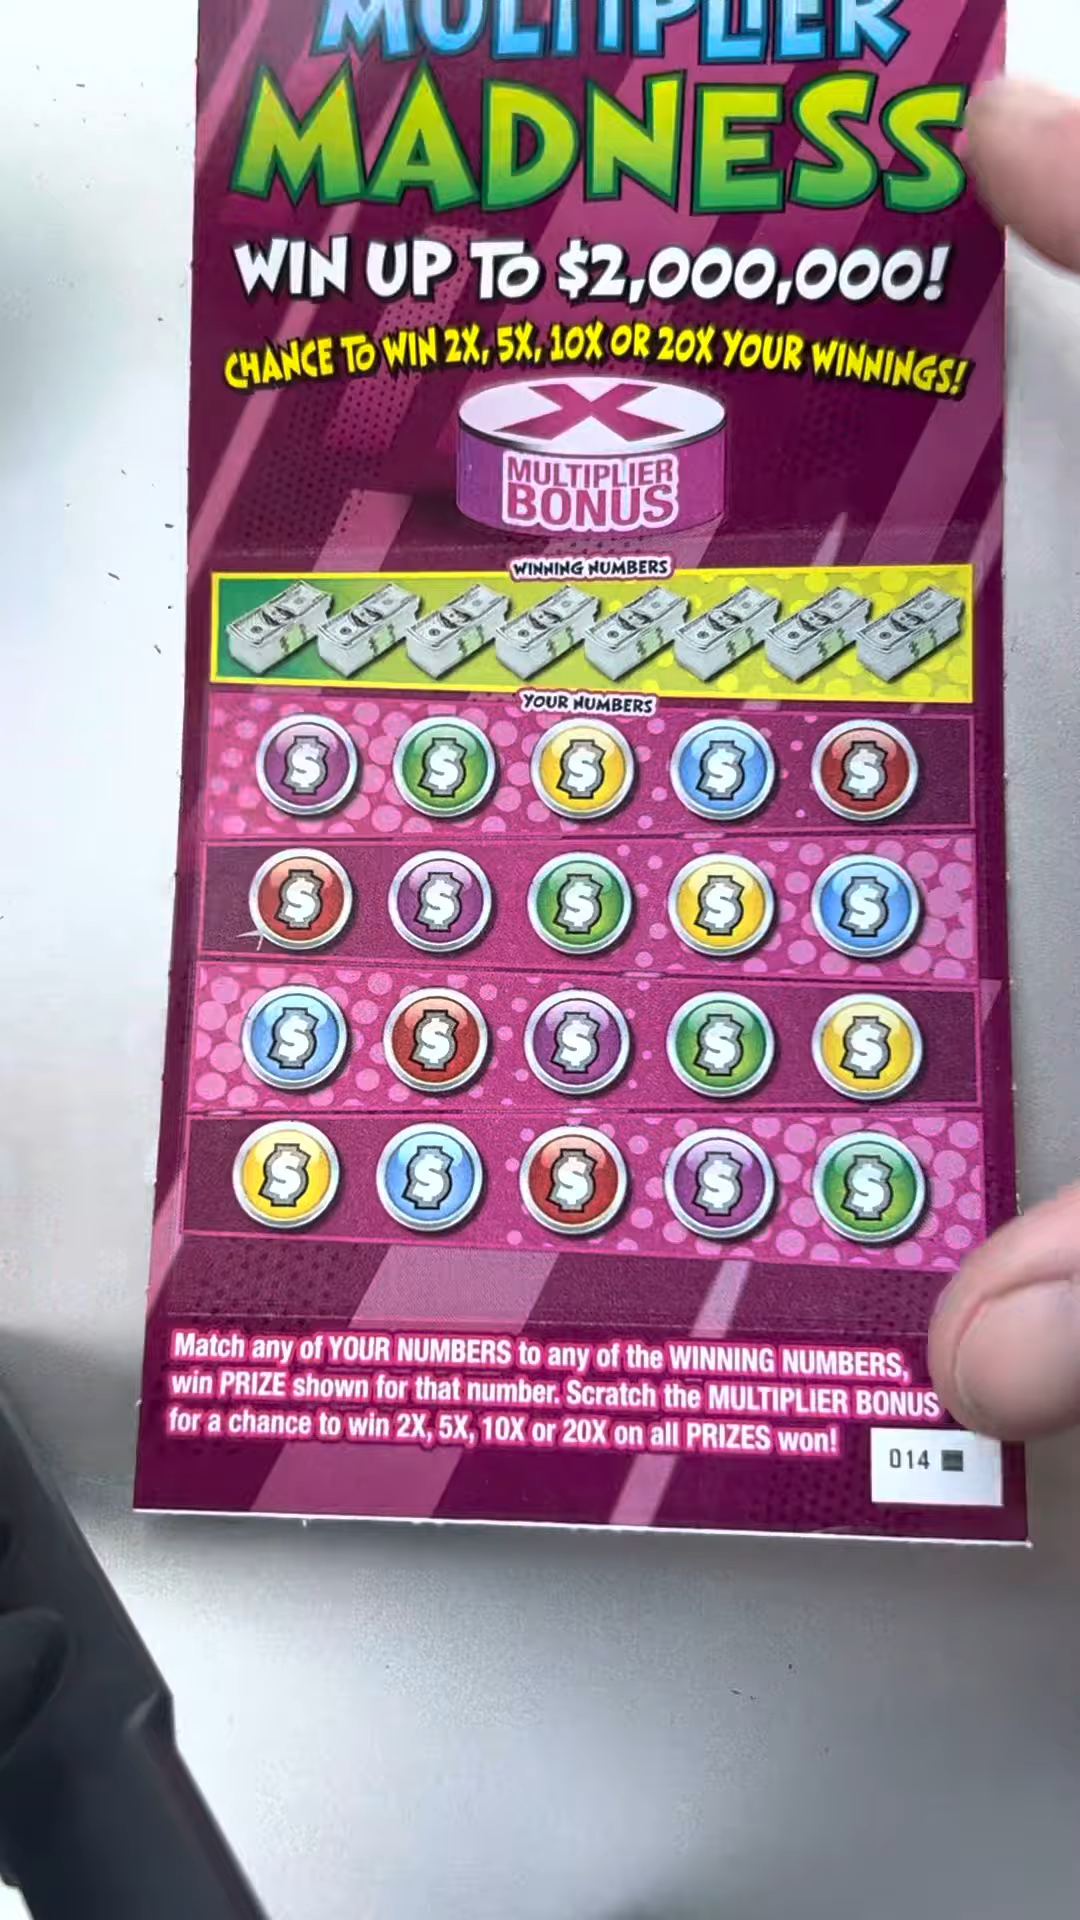 MULTIPLIER
MADNESS
WIN UP TO $2,000,000!
CHANCE TO WIN 2X, 5X, 10X OR 20X YOUR WINNINGS!
X
MULTIPLIER
BONUS
WINNING NUMBERS
YOUR NUMBERS
$ $ $ $ $
$ $ $ $ $
$ $ $ $ $
$ $ $ $ $
Match any of YOUR NUMBERS to any of the WINNING NUMBERS,
win PRIZE shown for that number. Scratch the MULTIPLIER BONUS
for a chance to win 2X, 5X, 10X or 20X on all PRIZES won!
014